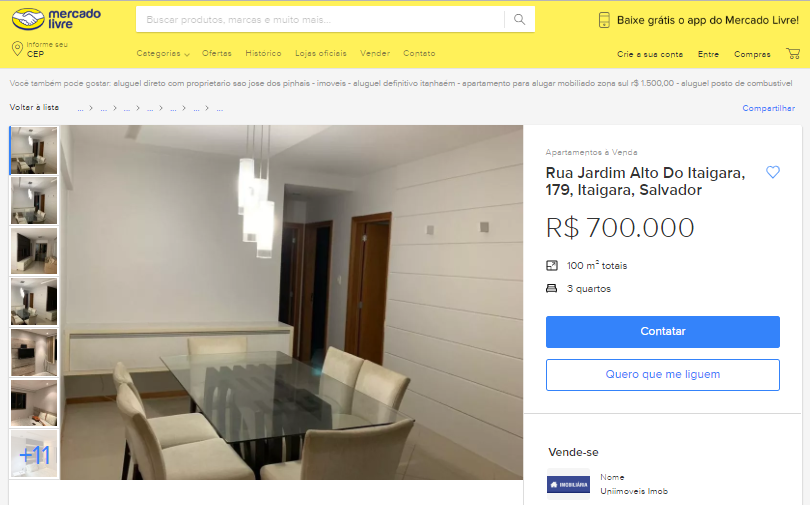 mercado
livre
Buscar produtos, marcas e muito mais...
Baixe grátis o app do Mercado Livre!
Informe seu
CEP
Categorias Ofertas Histórico Lojas oficiais Vender Contato
Crie a sua conta Entre Compras
Você também pode gostar: aluguel direto com proprietario sao jose dos pinhais - imoveis - aluguel definitivo itanhaém - apartamento para alugar mobiliado zona sul r$ 1.500,00 - aluguel posto de combustivel
Voltar à lista ... > ... > ... > ... > ... > ... > ...
Compartilhar
Apartamentos à Venda
Rua Jardim Alto Do Itaigara,
179, Itaigara, Salvador
R$ 700.000
100 m² totais
3 quartos
Contatar
Quero que me liguem
+11
Vende-se
IMOBILIÁRIA
Nome
Uniimoveis Imob